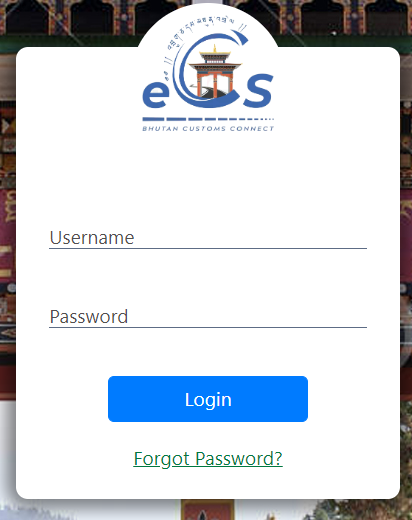 eCS
BHUTAN CUSTOMS CONNECT
Username
Password
Login
Forgot Password?